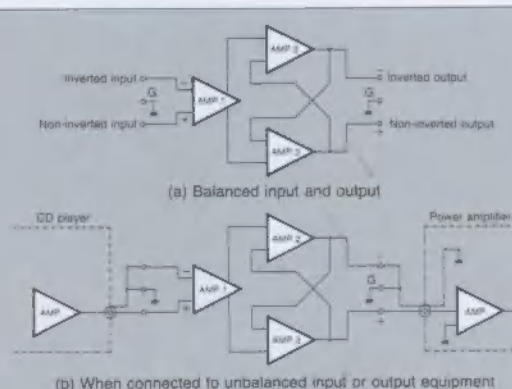 AMP 2
Inverted input
Inverted output
G
AMP 1
G
Non-inverted input
Non-inverted output
AMP 3
(a) Balanced input and output
CD player
Power amplifier
AMP 2
G
AMP
AMP 1
AMP
AMP 3
(b) When connected to unbalanced input or output equipment